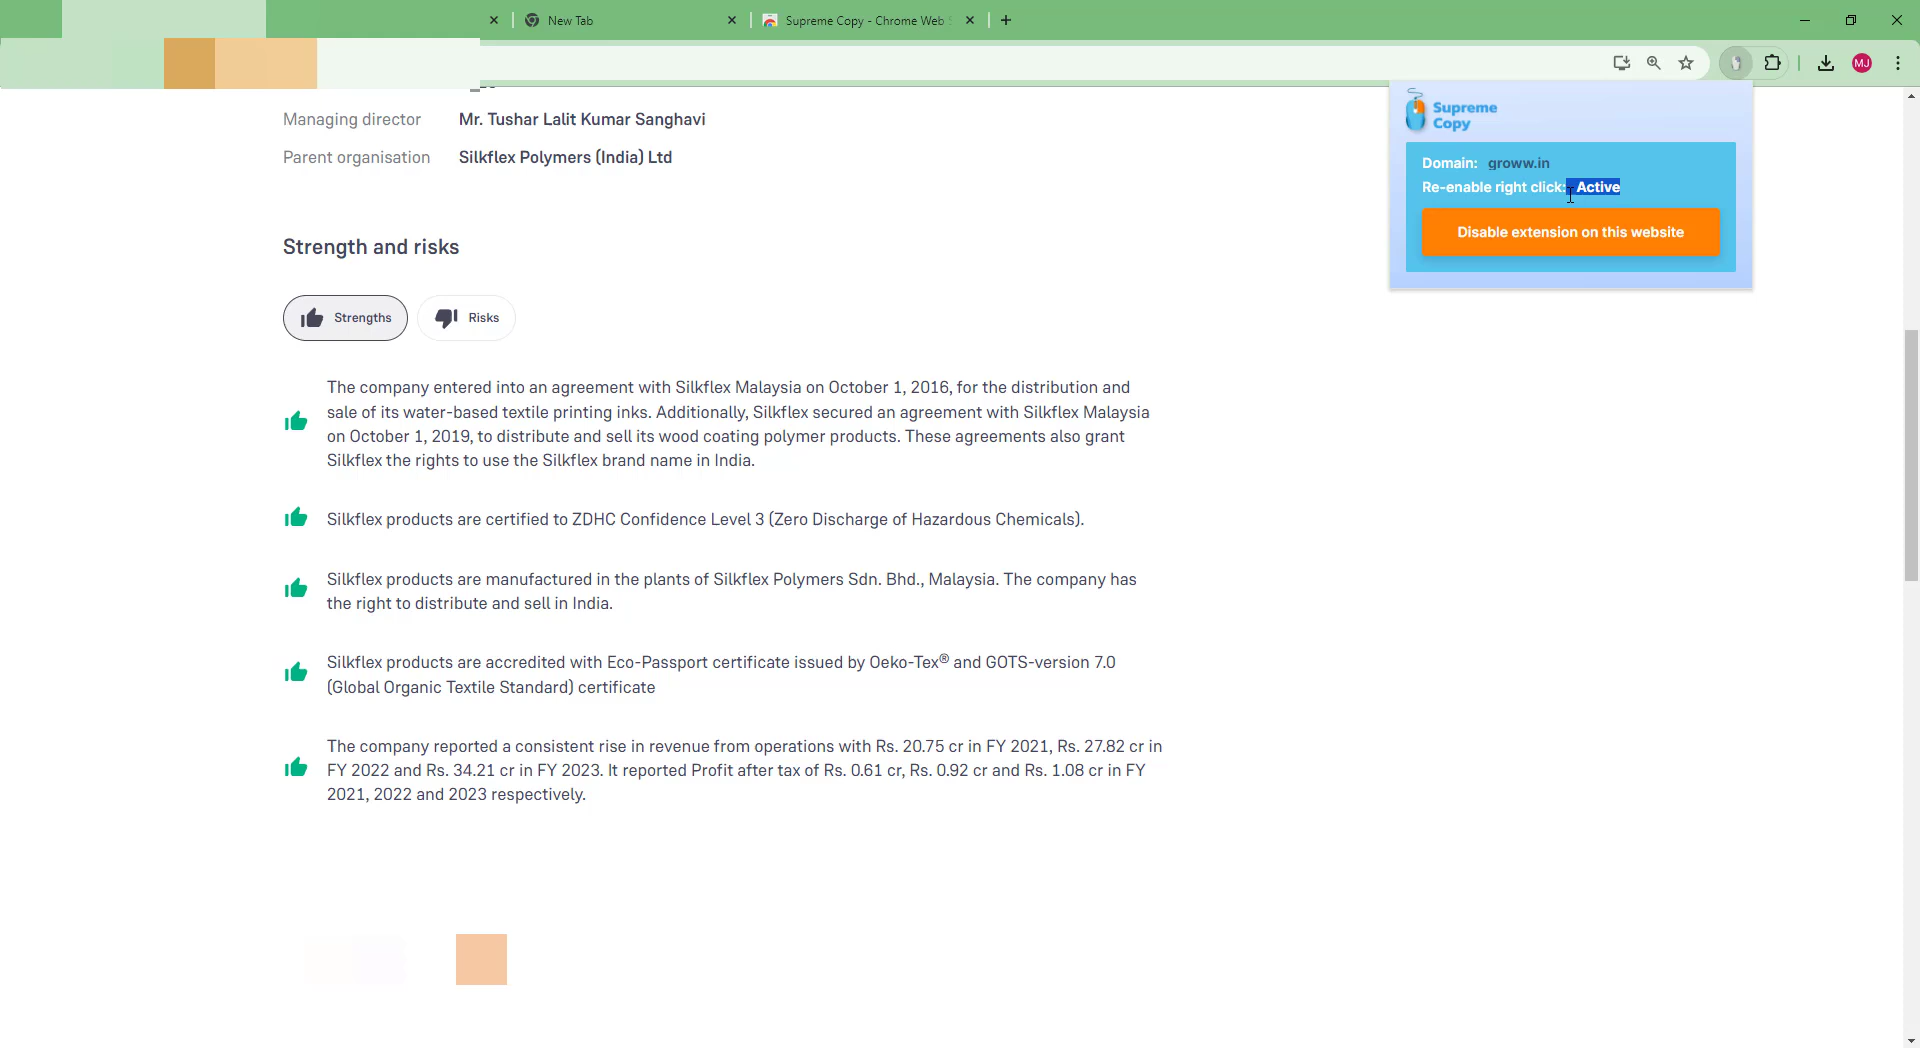 New Tab
Supreme Copy - Chrome Web
MJ
Supreme
Copy
Domain: groww.in
Re-enable right click: Active
Disable extension on this website
Managing director Mr. Tushar Lalit Kumar Sanghavi
Parent organisation Silkflex Polymers (India) Ltd
Strength and risks
Strengths Risks
The company entered into an agreement with Silkflex Malaysia on October 1, 2016, for the distribution and
sale of its water-based textile printing inks. Additionally, Silkflex secured an agreement with Silkflex Malaysia
on October 1, 2019, to distribute and sell its wood coating polymer products. These agreements also grant
Silkflex the rights to use the Silkflex brand name in India.
Silkflex products are certified to ZDHC Confidence Level 3 (Zero Discharge of Hazardous Chemicals).
Silkflex products are manufactured in the plants of Silkflex Polymers Sdn. Bhd., Malaysia. The company has
the right to distribute and sell in India.
Silkflex products are accredited with Eco-Passport certificate issued by Oeko-Tex® and GOTS-version 7.0
(Global Organic Textile Standard) certificate
The company reported a consistent rise in revenue from operations with Rs. 20.75 cr in FY 2021, Rs. 27.82 cr in
FY 2022 and Rs. 34.21 cr in FY 2023. It reported Profit after tax of Rs. 0.61 cr, Rs. 0.92 cr and Rs. 1.08 cr in FY
2021, 2022 and 2023 respectively.